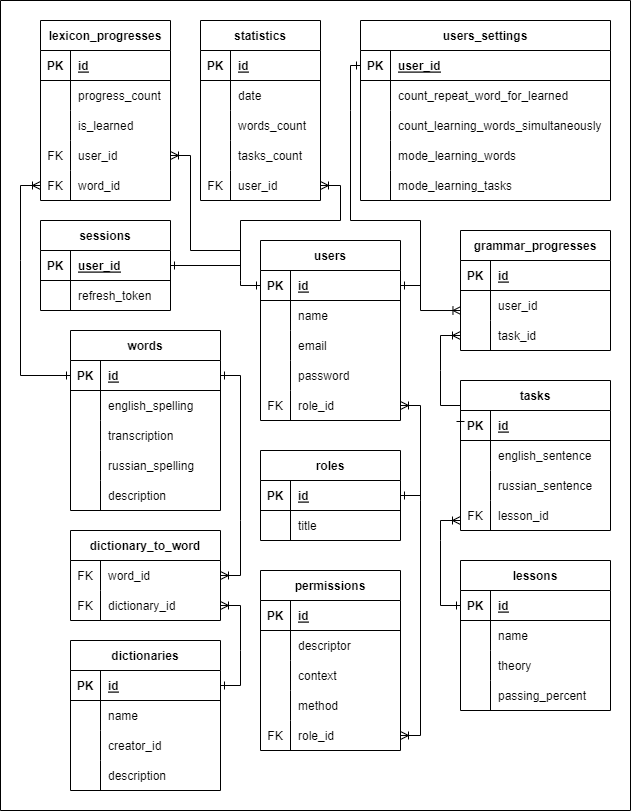 lexicon_progresses
PK id
progress_count
is_learned
FK user_id
FK word_id
statistics
PK id
date
words_count
tasks_count
FK user_id
users_settings
PK user_id
count_repeat_word_for_learned
count_learning_words_simultaneously
mode_learning_words
mode_learning_tasks
sessions
PK user_id
refresh_token
users
PK id
name
email
password
FK role_id
grammar_progresses
PK id
user_id
task_id
words
PK id
english_spelling
transcription
russian_spelling
description
tasks
PK id
english_sentence
russian_sentence
FK lesson_id
roles
PK id
title
dictionary_to_word
FK word_id
FK dictionary_id
permissions
PK id
descriptor
context
method
FK role_id
lessons
PK id
name
theory
passing_percent
dictionaries
PK id
name
creator_id
description